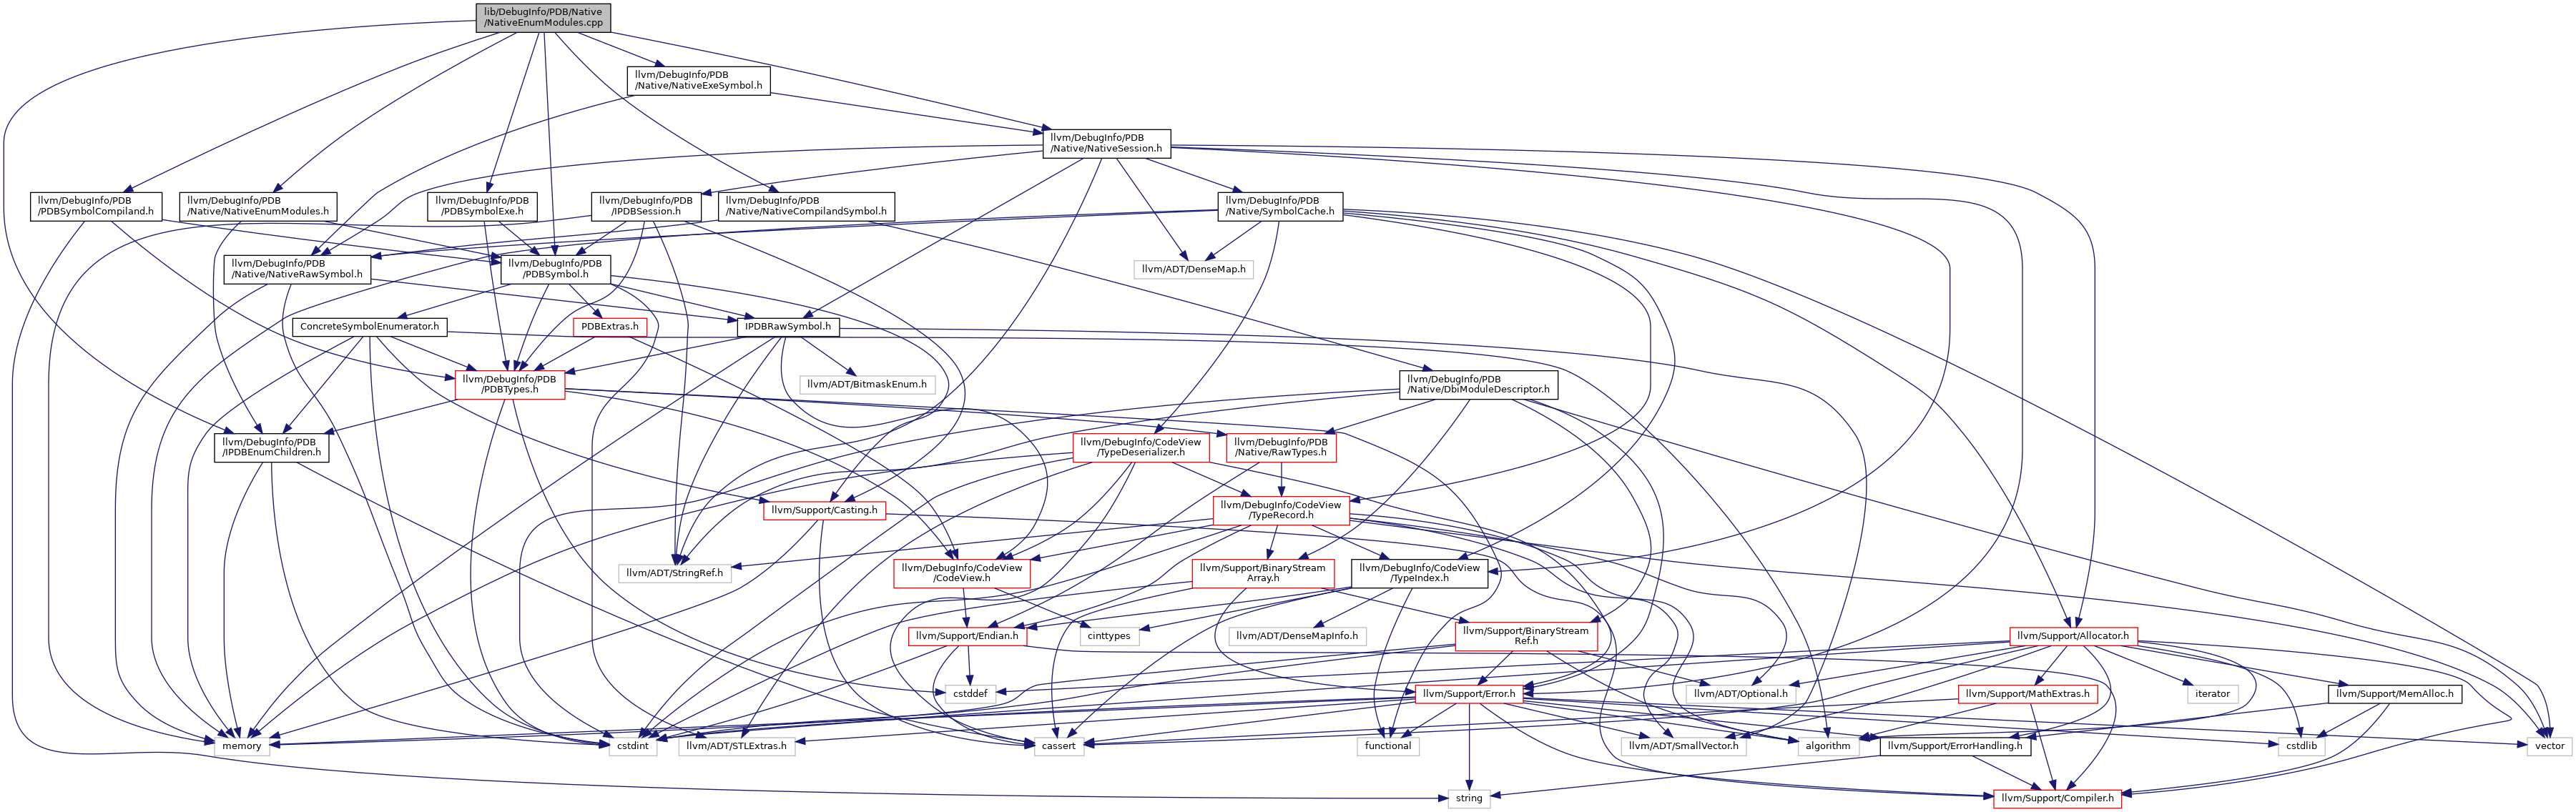 lib/DebugInfo/PDB/Native
/NativeEnumModules.cpp
llvm/DebugInfo/PDB
/Native/NativeExeSymbol.h
llvm/DebugInfo/PDB
/Native/NativeSession.h
llvm/DebugInfo/PDB
/PDBSymbolCompiland.h
llvm/DebugInfo/PDB
/Native/NativeEnumModules.h
llvm/DebugInfo/PDB
/PDBSymbolExe.h
llvm/DebugInfo/PDB
/IPDBSession.h
llvm/DebugInfo/PDB
/Native/NativeCompilandSymbol.h
llvm/DebugInfo/PDB
/Native/SymbolCache.h
llvm/DebugInfo/PDB
/Native/NativeRawSymbol.h
llvm/DebugInfo/PDB
/PDBSymbol.h
llvm/ADT/DenseMap.h
ConcreteSymbolEnumerator.h
PDBExtras.h
IPDBRawSymbol.h
llvm/DebugInfo/PDB
/PDBTypes.h
llvm/ADT/BitmaskEnum.h
llvm/DebugInfo/PDB
/Native/DbiModuleDescriptor.h
llvm/DebugInfo/PDB
/IPDBEnumChildren.h
llvm/DebugInfo/CodeView
/TypeDeserializer.h
llvm/DebugInfo/PDB
/Native/RawTypes.h
llvm/Support/Casting.h
llvm/DebugInfo/CodeView
/TypeRecord.h
llvm/ADT/StringRef.h
llvm/DebugInfo/CodeView
/CodeView.h
llvm/Support/BinaryStream
Array.h
llvm/DebugInfo/CodeView
/TypeIndex.h
llvm/Support/Endian.h
cinttypes
llvm/ADT/DenseMapInfo.h
llvm/Support/BinaryStream
Ref.h
llvm/Support/Allocator.h
cstddef
llvm/Support/Error.h
llvm/ADT/Optional.h
llvm/Support/MathExtras.h
iterator
llvm/Support/MemAlloc.h
memory
cstdint
llvm/ADT/STLExtras.h
cassert
functional
llvm/ADT/SmallVector.h
algorithm
llvm/Support/ErrorHandling.h
cstdlib
vector
string
llvm/Support/Compiler.h